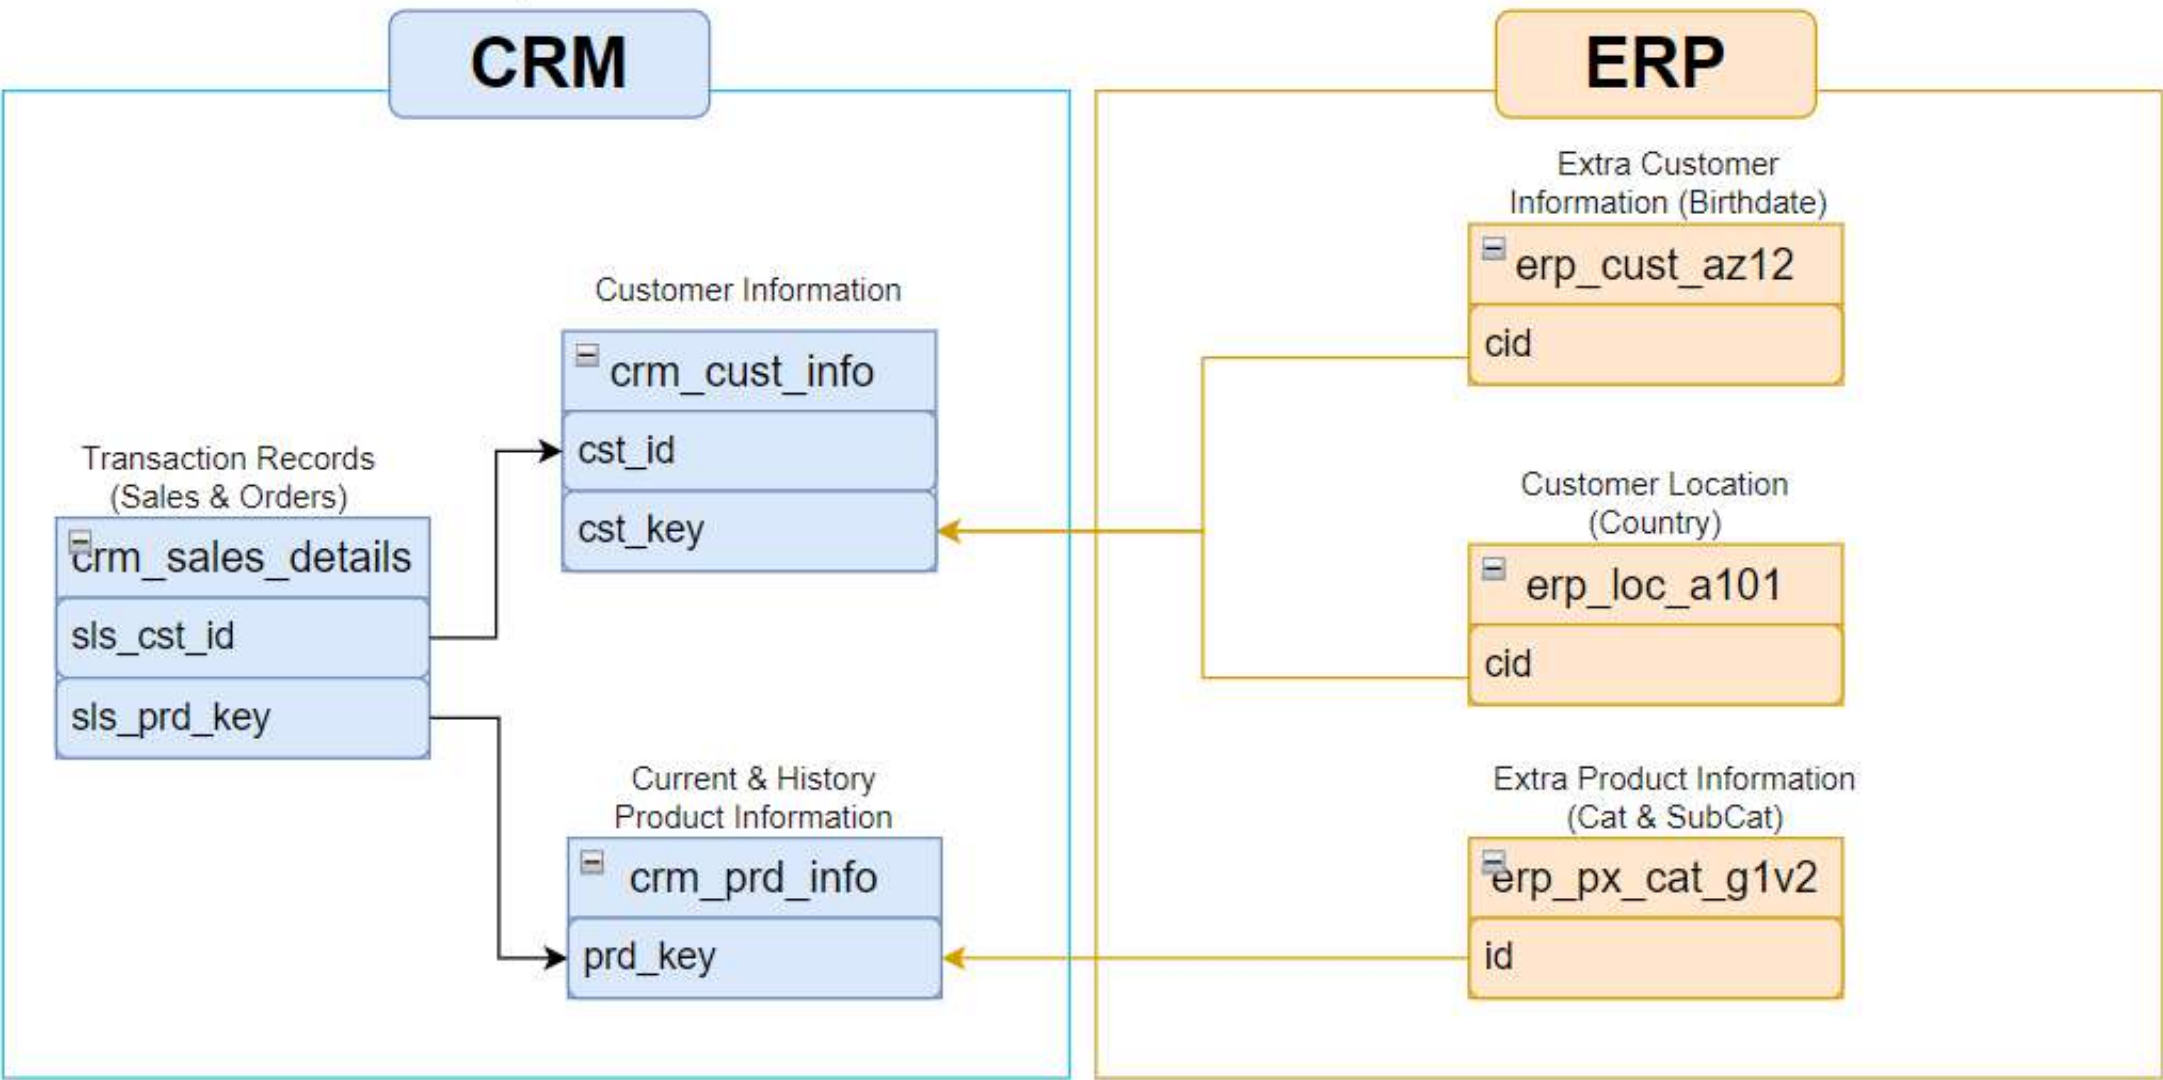 CRM
Customer Information
crm_cust_info
cst_id
cst_key
Transaction Records
(Sales & Orders)
crm_sales_details
sls_cst_id
sls_prd_key
Current & History
Product Information
crm_prd_info
prd_key
ERP
Extra Customer
Information (Birthdate)
erp_cust_az12
cid
Customer Location
(Country)
erp_loc_a101
cid
Extra Product Information
(Cat & SubCat)
erp_px_cat_g1v2
id